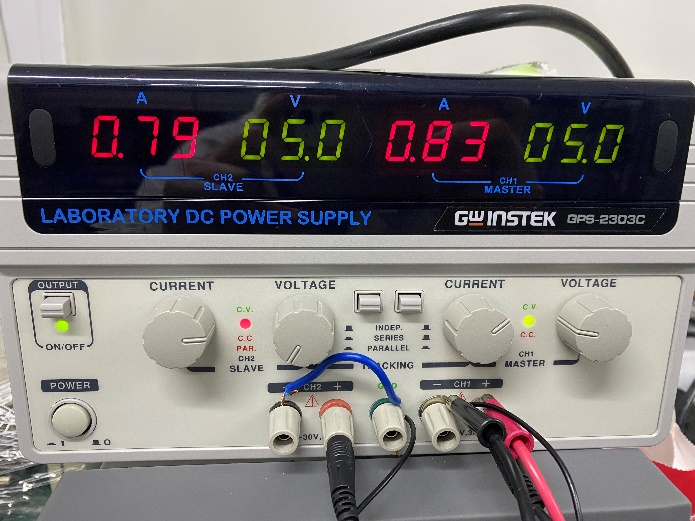 A V A V
0.79 05.0 0.83 05.0
CH2 CH1
SLAVE MASTER
LABORATORY DC POWER SUPPLY GW INSTEK GPS-2303C
OUTPUT CURRENT VOLTAGE CURRENT VOLTAGE
C.V. C.V.
ON/OFF
INDEP.
SERIES
PARALLEL
C.C. C.C.
PAR.
CH2 CH1
SLAVE MASTER
POWER
CH2 + − CH1 +